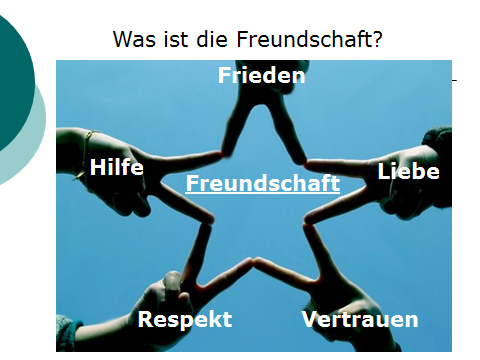 Was ist die Freundschaft?
Frieden
Hilfe
Liebe
Freundschaft
Respekt
Vertrauen